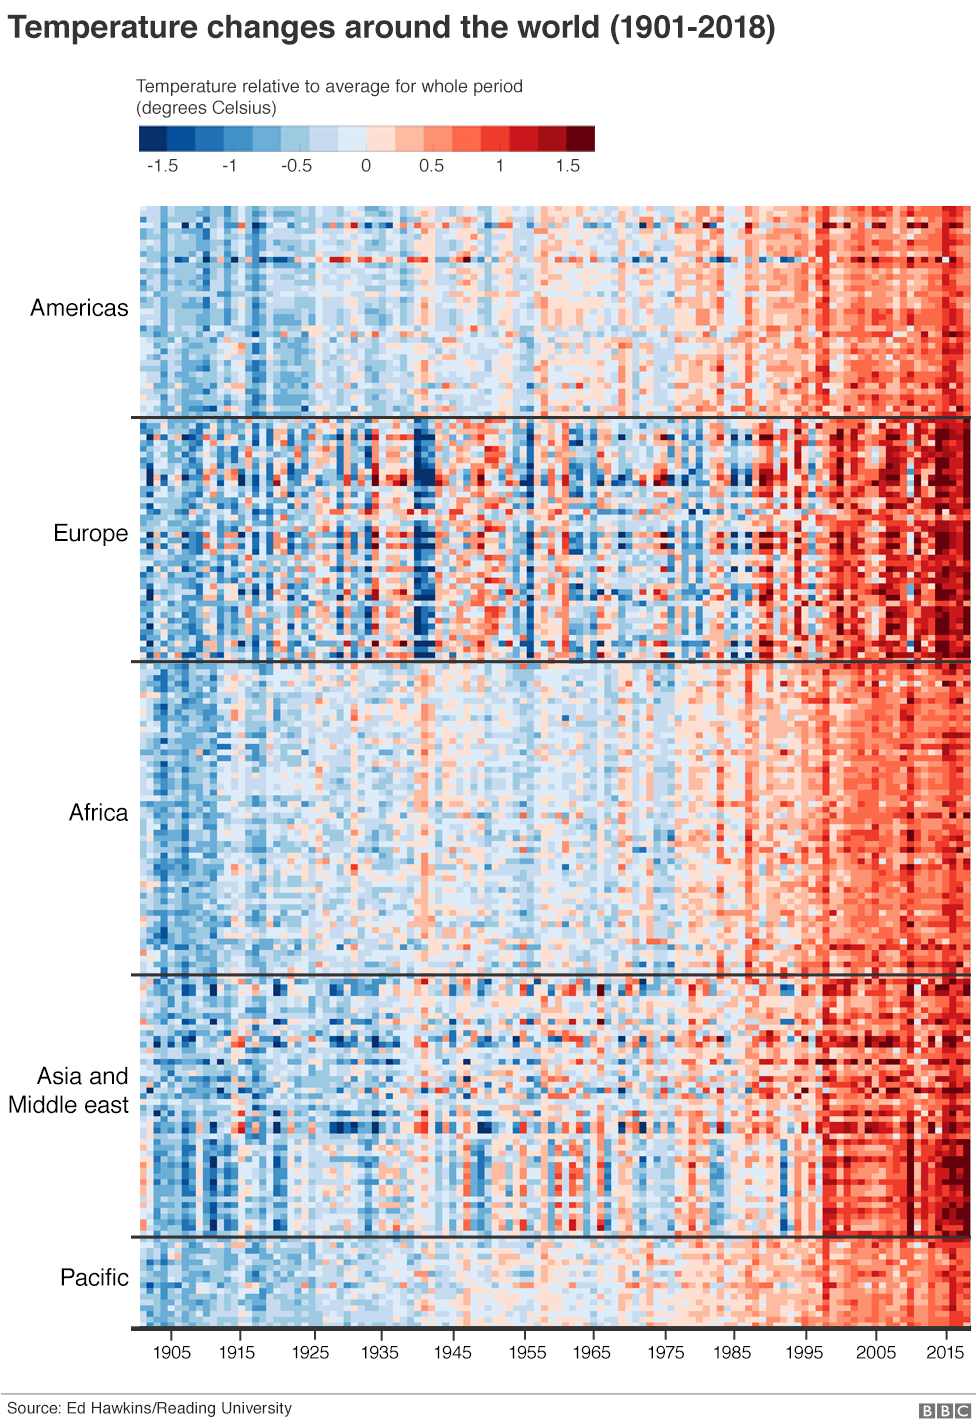 Temperature changes around the world (1901-2018)
Temperature relative to average for whole period
(degrees Celsius)
-1.5 -1 -0.5 0 0.5 1 1.5
Americas
Europe
Africa
Asia and
Middle east
Pacific
1905 1915 1925 1935 1945 1955 1965 1975 1985 1995 2005 2015
Source: Ed Hawkins/Reading University
BBC